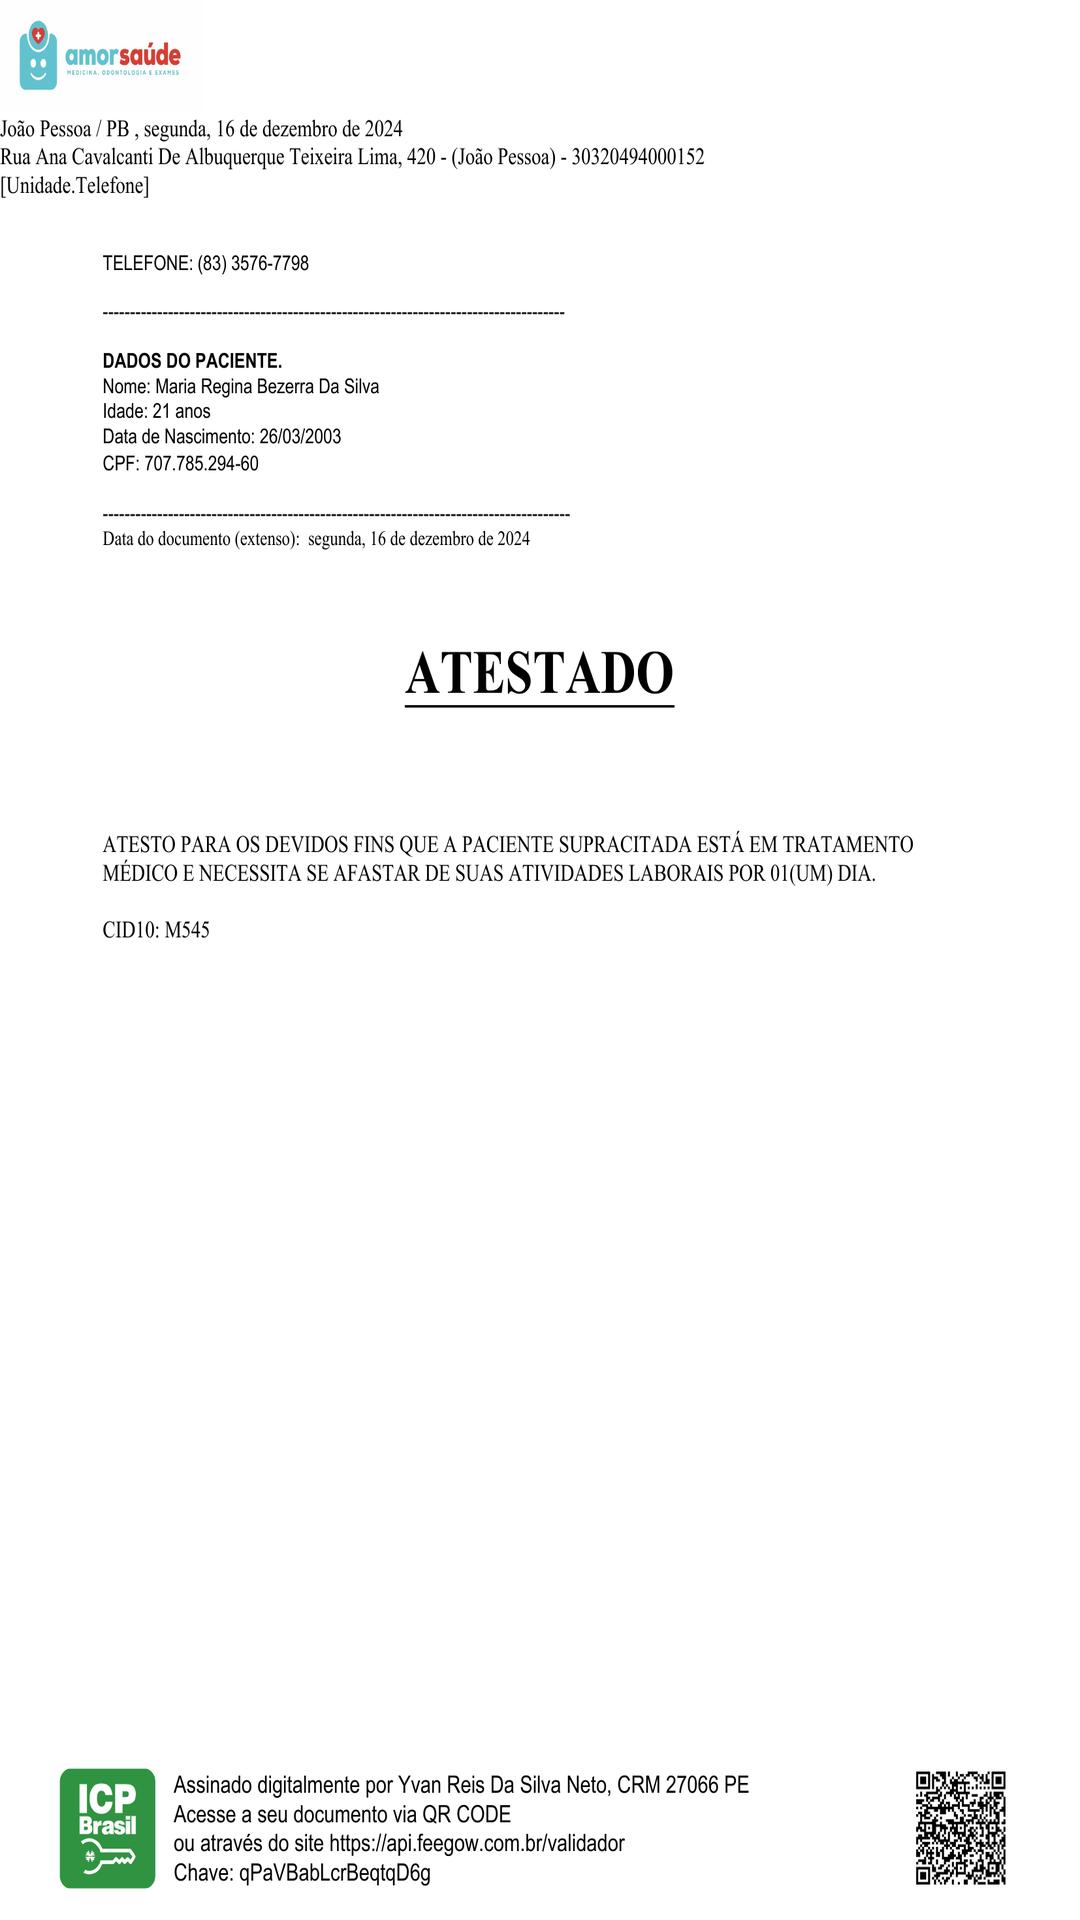 amorsaúde
MEDICINA, ODONTOLOGIA E EXAMES
João Pessoa / PB , segunda, 16 de dezembro de 2024
Rua Ana Cavalcanti De Albuquerque Teixeira Lima, 420 - (João Pessoa) - 30320494000152
[Unidade.Telefone]
TELEFONE: (83) 3576-7798
--------------------------------------------------------------------------------------
DADOS DO PACIENTE.
Nome: Maria Regina Bezerra Da Silva
Idade: 21 anos
Data de Nascimento: 26/03/2003
CPF: 707.785.294-60
---------------------------------------------------------------------------------------
Data do documento (extenso):  segunda, 16 de dezembro de 2024
ATESTADO
ATESTO PARA OS DEVIDOS FINS QUE A PACIENTE SUPRACITADA ESTÁ EM TRATAMENTO
MÉDICO E NECESSITA SE AFASTAR DE SUAS ATIVIDADES LABORAIS POR 01(UM) DIA.
CID10: M545
ICP
Brasil
Assinado digitalmente por Yvan Reis Da Silva Neto, CRM 27066 PE
Acesse a seu documento via QR CODE
ou através do site https://api.feegow.com.br/validador
Chave: qPaVBabLcrBeqtqD6g